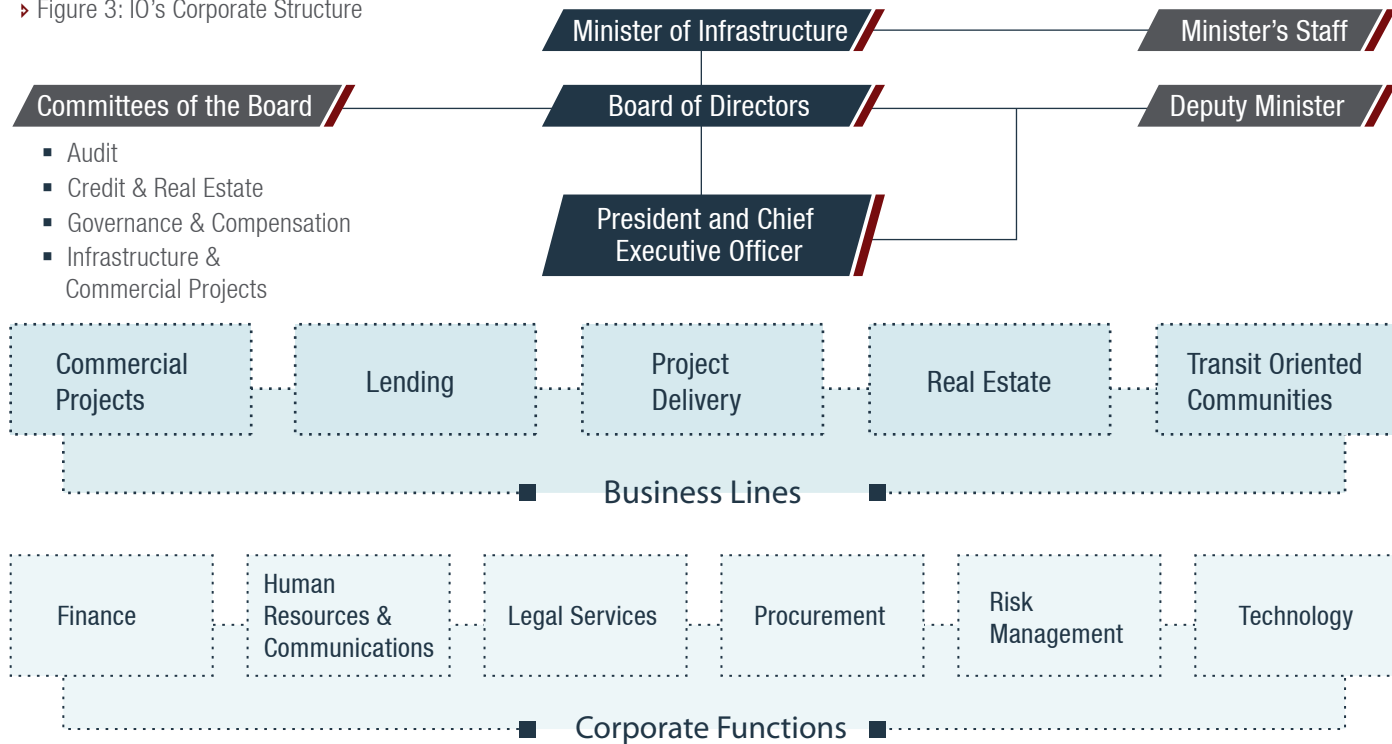 Figure 3: IO's Corporate Structure
Minister of Infrastructure
Minister's Staff
Committees of the Board
Board of Directors
Deputy Minister
▪ Audit
▪ Credit & Real Estate
▪ Governance & Compensation
▪ Infrastructure &
Commercial Projects
President and Chief
Executive Officer
Commercial
Projects
Lending
Project
Delivery
Real Estate
Transit Oriented
Communities
Business Lines
Finance
Human
Resources &
Communications
Legal Services
Procurement
Risk
Management
Technology
Corporate Functions